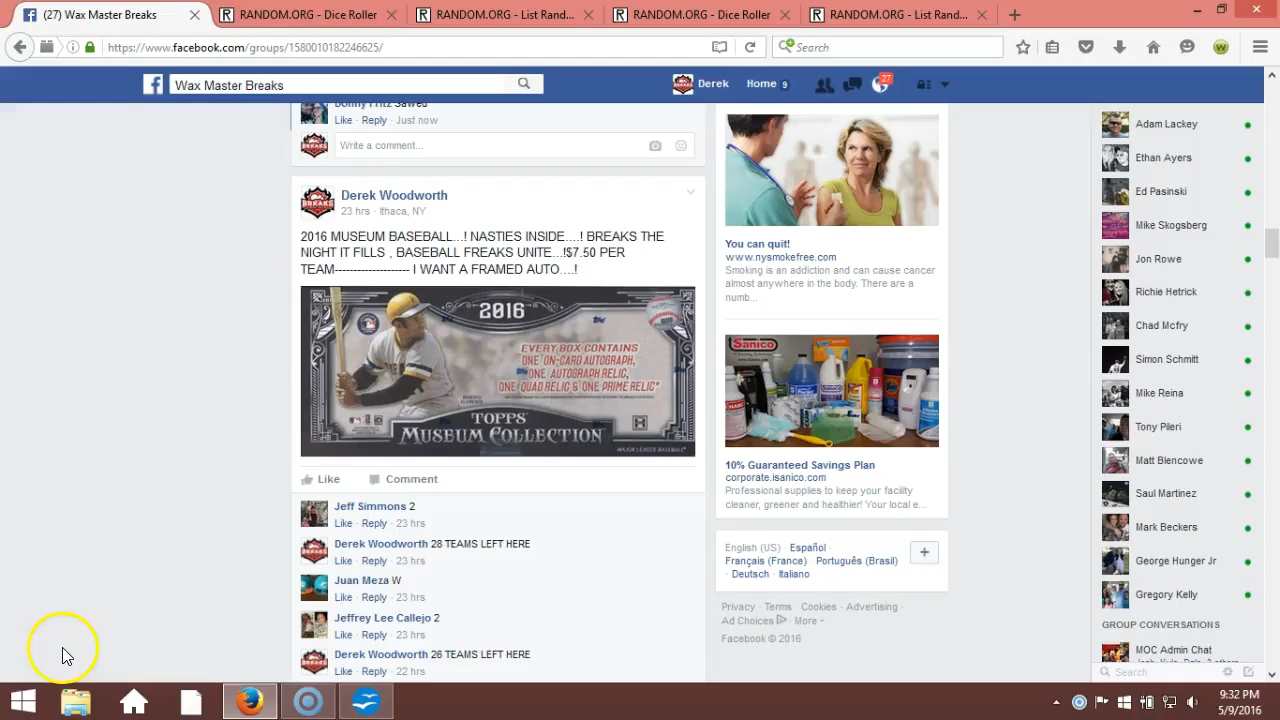 (27) Wax Master Breaks
RANDOM.ORG - Dice Roller
RANDOM.ORG - List Rand...
RANDOM.ORG - Dice Roller
RANDOM.ORG - List Rand...
https://www.facebook.com/groups/1580010182246625/
Search
Wax Master Breaks
Derek
Home 9
27
Donny Fritz Sawed
Like · Reply · Just now
Write a comment...
Derek Woodworth
23 hrs · Ithaca, NY
2016 MUSEUM BASEBALL...! NASTIES INSIDE....! BREAKS THE
NIGHT IT FILLS , BASEBALL FREAKS UNITE...!$7.50 PER
TEAM-------------------- I WANT A FRAMED AUTO....!
2016
EVERY BOX CONTAINS
ONE ON-CARD AUTOGRAPH,
ONE AUTOGRAPH RELIC,
ONE QUAD RELIC & ONE PRIME RELIC*
TOPPS
MUSEUM COLLECTION
Like
Comment
Jeff Simmons 2
Like · Reply · 23 hrs
Derek Woodworth 28 TEAMS LEFT HERE
Like · Reply · 23 hrs
Juan Meza W
Like · Reply · 23 hrs
Jeffrey Lee Callejo 2
Like · Reply · 23 hrs
Derek Woodworth 26 TEAMS LEFT HERE
Like · Reply · 22 hrs
You can quit!
www.nysmokefree.com
Smoking is an addiction and can cause cancer
almost anywhere in the body. There are a
numb...
Sanico
10% Guaranteed Savings Plan
corporate.isanico.com
Professional supplies to keep your facility
cleaner, greener and healthier! Your local e...
English (US) · Español ·
Français (France) · Português (Brasil)
· Deutsch · Italiano
Privacy · Terms · Cookies · Advertising ·
Ad Choices · More
Facebook © 2016
Adam Lackey
Ethan Ayers
Ed Pasinski
Mike Skogsberg
Jon Rowe
Richie Hetrick
Chad Mcfry
Simon Schmitt
Mike Reina
Tony Pileri
Matt Blencowe
Saul Martinez
Mark Beckers
George Hunger Jr
Gregory Kelly
GROUP CONVERSATIONS
MOC Admin Chat
Search
9:32 PM
5/9/2016